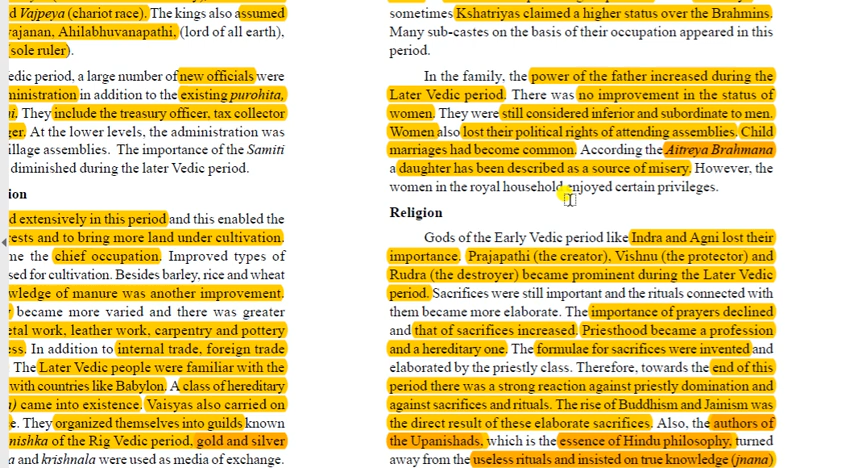 d Vajpeya (chariot race). The kings also assumed
ajanan, Ahilabhuvanapathi, (lord of all earth),
sole ruler).
edic period, a large number of new officials were
ministration in addition to the existing purohita,
They include the treasury officer, tax collector
ger. At the lower levels, the administration was
illage assemblies. The importance of the Samiti
diminished during the later Vedic period.
ion
d extensively in this period and this enabled the
rests and to bring more land under cultivation.
me the chief occupation. Improved types of
sed for cultivation. Besides barley, rice and wheat
wledge of manure was another improvement.
became more varied and there was greater
etal work, leather work, carpentry and pottery
ess. In addition to internal trade, foreign trade
The Later Vedic people were familiar with the
with countries like Babylon. A class of hereditary
) came into existence. Vaisyas also carried on
e. They organized themselves into guilds known
nishka of the Rig Vedic period, gold and silver
a and krishnala were used as media of exchange.
sometimes Kshatriyas claimed a higher status over the Brahmins.
Many sub-castes on the basis of their occupation appeared in this
period.
In the family, the power of the father increased during the
Later Vedic period. There was no improvement in the status of
women. They were still considered inferior and subordinate to men.
Women also lost their political rights of attending assemblies. Child
marriages had become common. According the Aitreya Brahmana
a daughter has been described as a source of misery. However, the
women in the royal household enjoyed certain privileges.
Religion
Gods of the Early Vedic period like Indra and Agni lost their
importance. Prajapathi (the creator), Vishnu (the protector) and
Rudra (the destroyer) became prominent during the Later Vedic
period. Sacrifices were still important and the rituals connected with
them became more elaborate. The importance of prayers declined
and that of sacrifices increased. Priesthood became a profession
and a hereditary one. The formulae for sacrifices were invented and
elaborated by the priestly class. Therefore, towards the end of this
period there was a strong reaction against priestly domination and
against sacrifices and rituals. The rise of Buddhism and Jainism was
the direct result of these elaborate sacrifices. Also, the authors of
the Upanishads, which is the essence of Hindu philosophy, turned
away from the useless rituals and insisted on true knowledge (jnana)